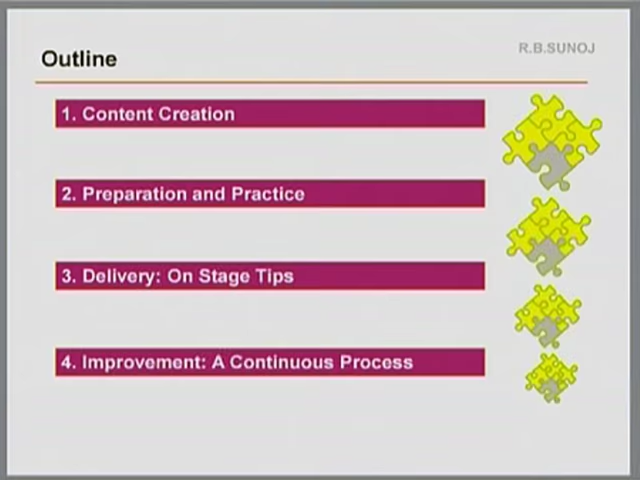 R.B.SUNOJ
Outline
1. Content Creation
2. Preparation and Practice
3. Delivery: On Stage Tips
4. Improvement: A Continuous Process